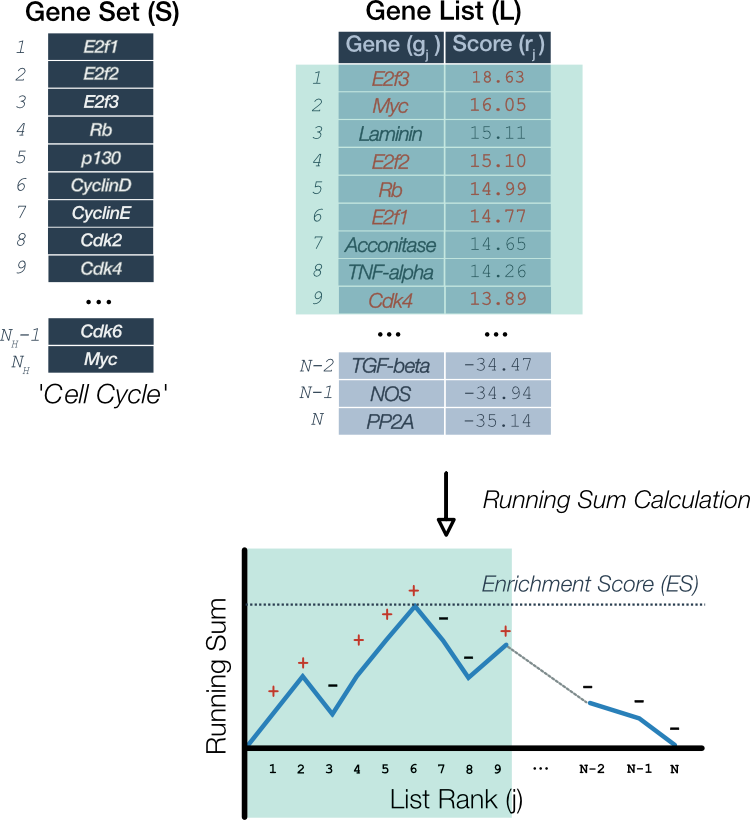 Gene Set (S)
1 E2f1
2 E2f2
3 E2f3
4 Rb
5 p130
6 CyclinD
7 CyclinE
8 Cdk2
9 Cdk4
...
N_H-1 Cdk6
N_H Myc
'Cell Cycle'
Gene List (L)
Gene (g_j) Score (r_j)
1 E2f3 18.63
2 Myc 16.05
3 Laminin 15.11
4 E2f2 15.10
5 Rb 14.99
6 E2f1 14.77
7 Acconitase 14.65
8 TNF-alpha 14.26
9 Cdk4 13.89
... ...
N-2 TGF-beta -34.47
N-1 NOS -34.94
N PP2A -35.14
Running Sum Calculation
Enrichment Score (ES)
Running Sum
+ + - + + + - - + - - -
1 2 3 4 5 6 7 8 9 ... N-2 N-1 N
List Rank (j)